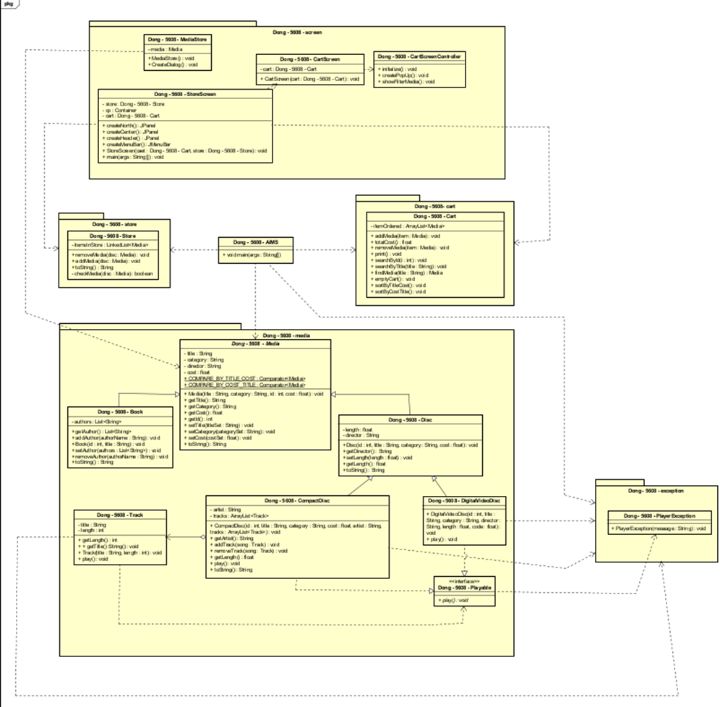 pkg
Dong - 5608 - screen
Dong - 5608 - MediaStore
- media : Media
+ MediaStore() : void
+ CreateDialog() : void
Dong - 5608 - CartScreen
- cart : Dong - 5608 - Cart
+ CartScreen(cart : Dong - 5608 - Cart) : void
Dong - 5608 - CartScreenController
+ initialize() : void
+ createPopUp() : void
+ showFilterMedia() : void
Dong - 5608 - StoreScreen
- store : Dong - 5608 - Store
- cp : Container
- cart : Dong - 5608 - Cart
+ createNorth() : JPanel
+ createCenter() : JPanel
+ createHeader() : JPanel
+ createMenuBar() : JMenuBar
+ StoreScreen(cart : Dong - 5608 - Cart, store : Dong - 5608 - Store) : void
+ main(args : String[]) : void
Dong - 5608 - store
Dong - 5608 - Store
- itemsInStore : LinkedList<Media>
+ removeMedia(disc : Media) : void
+ addMedia(disc : Media) : void
+ toString() : String
- checkMedia(disc : Media) : boolean
Dong - 5608 - AIMS
+ void main(args : String[])
Dong - 5608 - cart
Dong - 5608 - Cart
- itemOrdered : ArrayList<Media>
+ addMedia(item : Media) : void
+ totalCost() : float
+ removeMedia(item : Media) : void
+ print() : void
+ searchById(i : int) : void
+ searchByTitle(title : String) : void
+ findMedia(title : String) : Media
+ emptyCart() : void
+ sortByTitleCost() : void
+ sortByCostTitle() : void
Dong - 5608 - media
Dong - 5608 - Media
- title : String
- category : String
- director : String
- cost : float
+ COMPARE_BY_TITLE_COST : Comparator<Media>
+ COMPARE_BY_COST_TITLE : Comparator<Media>
+ Media(title : String, category : String, id : int, cost : float) : void
+ getTitle() : String
+ getCategory() : String
+ getCost() : float
+ getId() : int
+ setTitle(titleSet : String) : void
+ setCategory(categorySet : String) : void
+ setCost(costSet : float) : void
+ toString() : String
Dong - 5608 - Book
- authors : List<String>
+ getAuthor() : List<String>
+ addAuthor(authorName : String) : void
+ Book(id : int, title : String) : void
+ setAuthor(authors : List<String>) : void
+ removeAuthor(authorName : String) : void
+ toString() : String
Dong - 5608 - Disc
- length : float
- director : String
+ Disc(id : int, title : String, category : String, cost : float) : void
+ getDirector() : String
+ setLength(length : float) : void
+ getLength() : float
+ toString() : String
Dong - 5608 - Track
- title : String
- length : int
+ getLength() : int
+ + getTitle() String() : void
+ Track(title : String, length : int) : void
+ play() : void
Dong - 5608 - CompactDisc
- artist : String
- tracks : ArrayList<Track>
+ CompactDisc(id : int, title : String, category : String, cost : float, artist : String,
tracks : ArrayList<Track>) : void
+ getArtist() : String
+ addTrack(song : Track) : void
+ removeTrack(song : Track) : void
+ getLength() : float
+ play() : void
+ toString() : String
Dong - 5608 - DigitalVideoDisc
+ DigitalVideoDisc(id : int, title :
String, category : String, director :
String, length : float, code : float) :
void
+ play() : void
<<interface>>
Dong - 5608 - Playable
+ play() : void
Dong - 5608 - exception
Dong - 5608 - PlayerException
+ PlayerException(message : String) : void